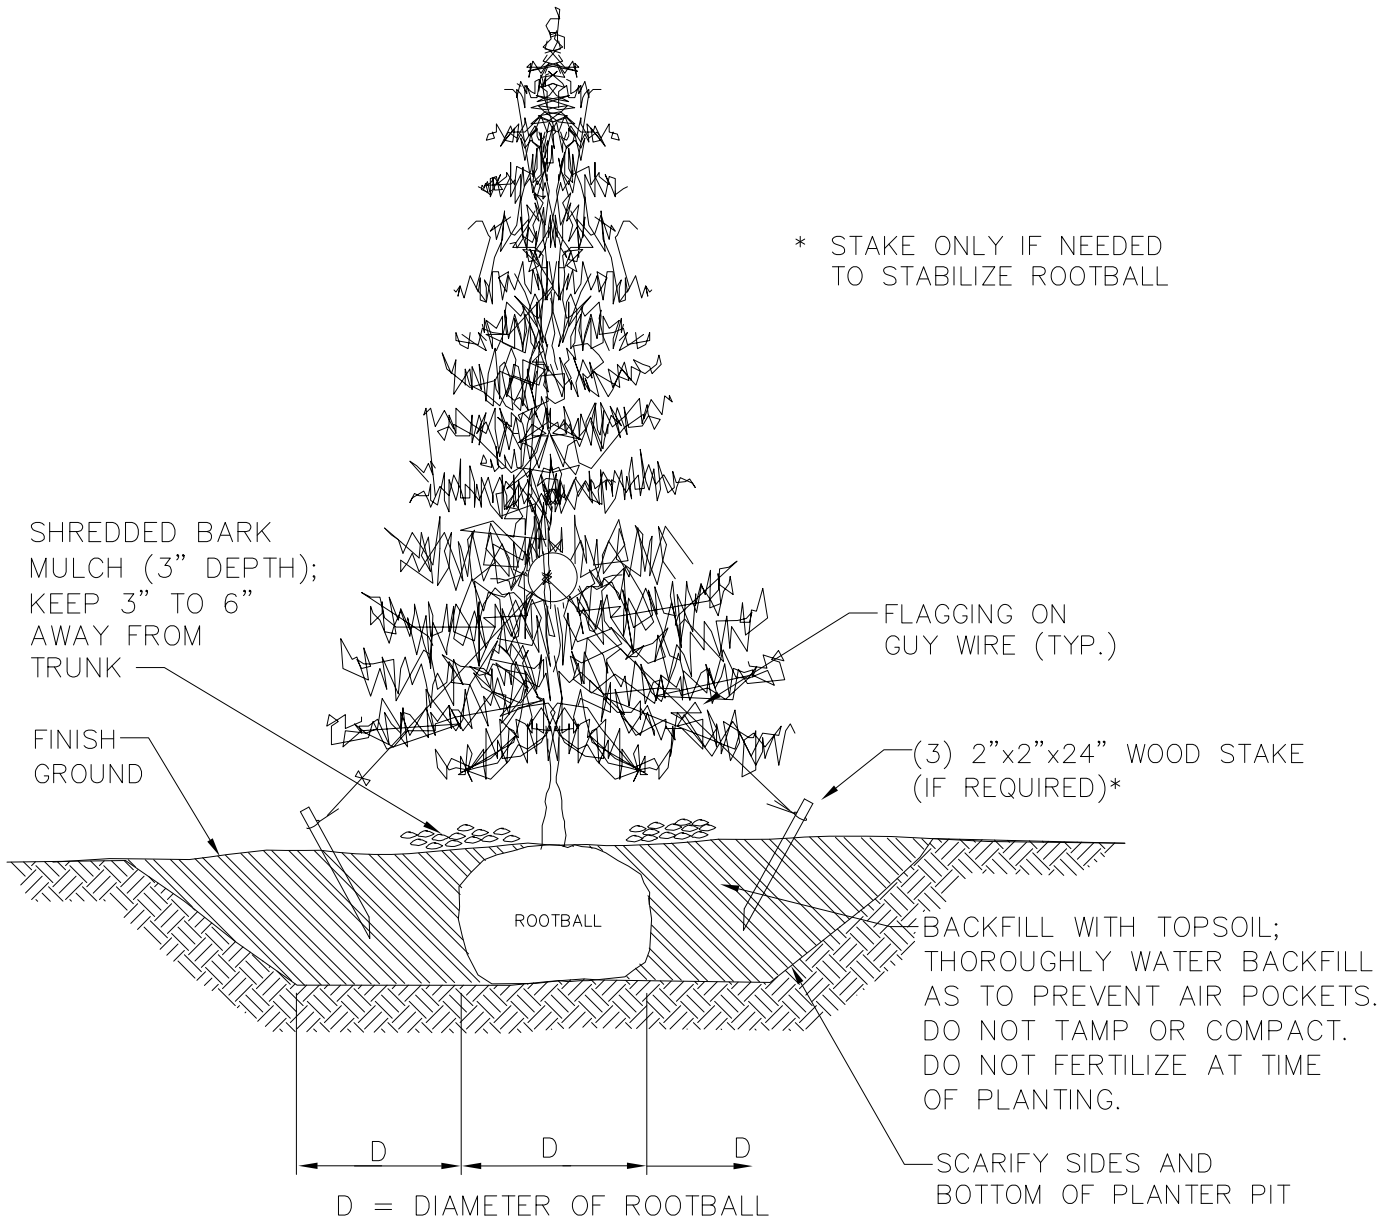 * STAKE ONLY IF NEEDED
TO STABILIZE ROOTBALL
SHREDDED BARK
MULCH (3” DEPTH);
KEEP 3” TO 6”
AWAY FROM
TRUNK
FLAGGING ON
GUY WIRE (TYP.)
FINISH
GROUND
(3) 2”x2”x24” WOOD STAKE
(IF REQUIRED)*
ROOTBALL
BACKFILL WITH TOPSOIL;
THOROUGHLY WATER BACKFILL
AS TO PREVENT AIR POCKETS.
DO NOT TAMP OR COMPACT.
DO NOT FERTILIZE AT TIME
OF PLANTING.
SCARIFY SIDES AND
BOTTOM OF PLANTER PIT
D D D
D = DIAMETER OF ROOTBALL